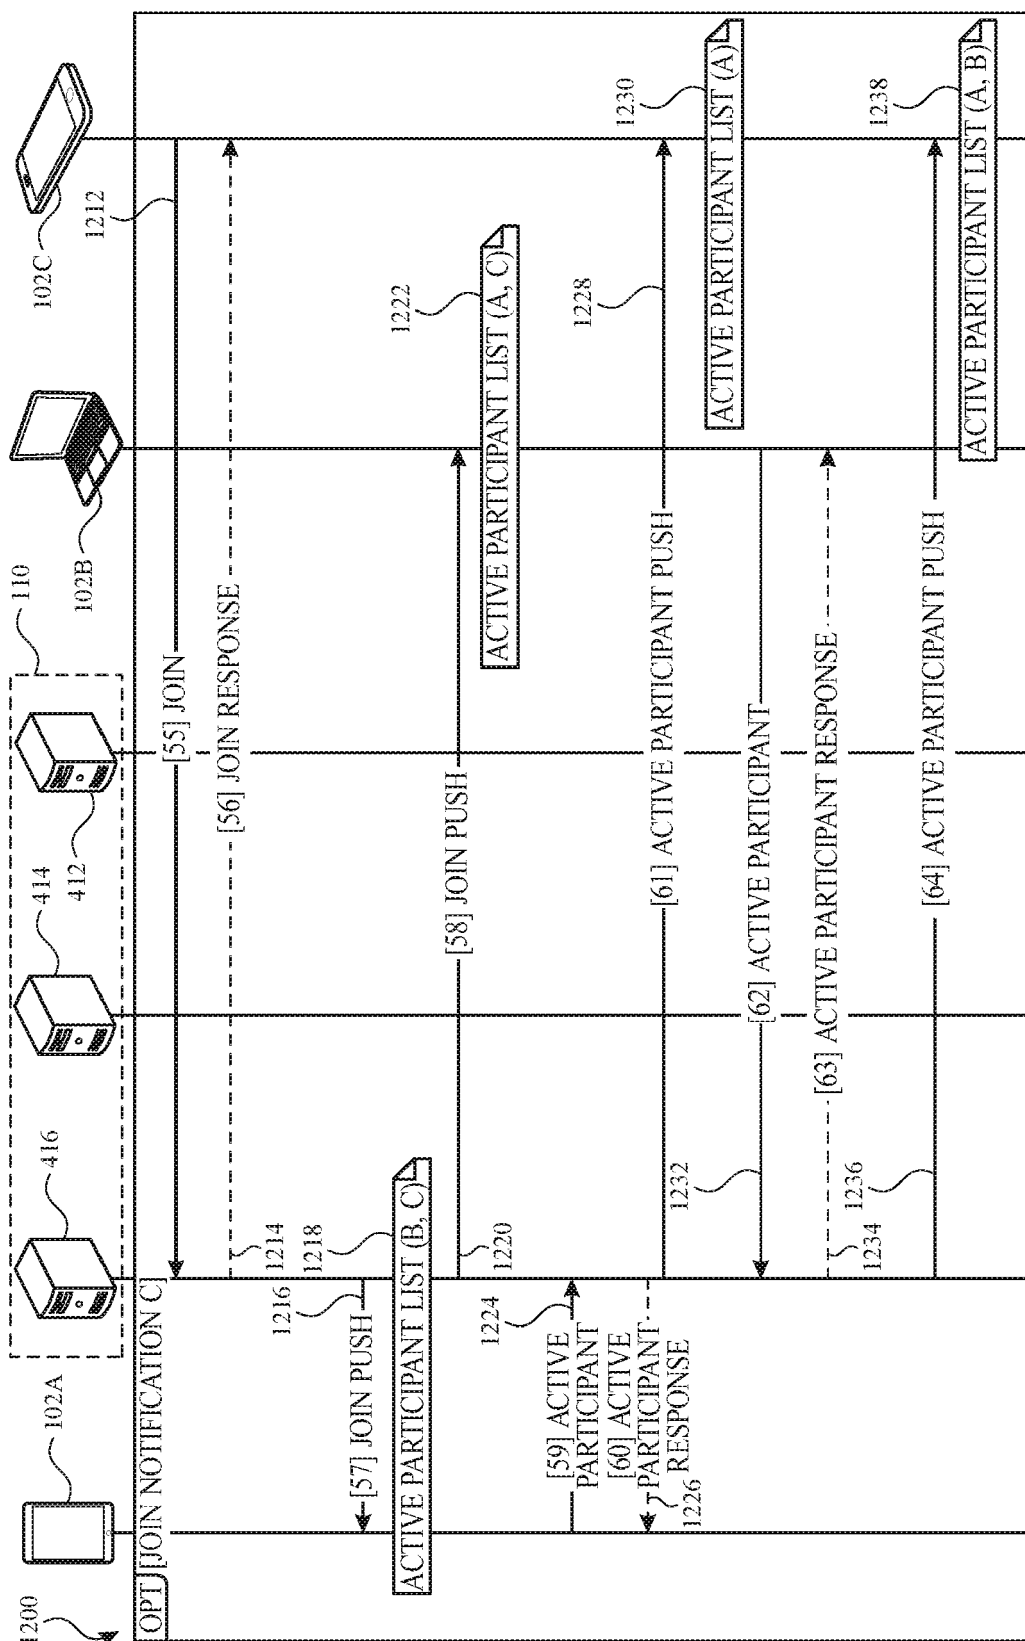 1200
102A
416
414
412
110
102B
102C
OPT
[JOIN NOTIFICATION C]
1212
[55] JOIN
[56] JOIN RESPONSE
1214
1216
[57] JOIN PUSH
1218
ACTIVE PARTICIPANT LIST (B, C)
[58] JOIN PUSH
1220
1222
ACTIVE PARTICIPANT LIST (A, C)
1224
[59] ACTIVE
PARTICIPANT
[60] ACTIVE
PARTICIPANT
RESPONSE
1226
1228
[61] ACTIVE PARTICIPANT PUSH
1230
ACTIVE PARTICIPANT LIST (A)
1232
[62] ACTIVE PARTICIPANT
[63] ACTIVE PARTICIPANT RESPONSE
1234
1236
[64] ACTIVE PARTICIPANT PUSH
1238
ACTIVE PARTICIPANT LIST (A, B)